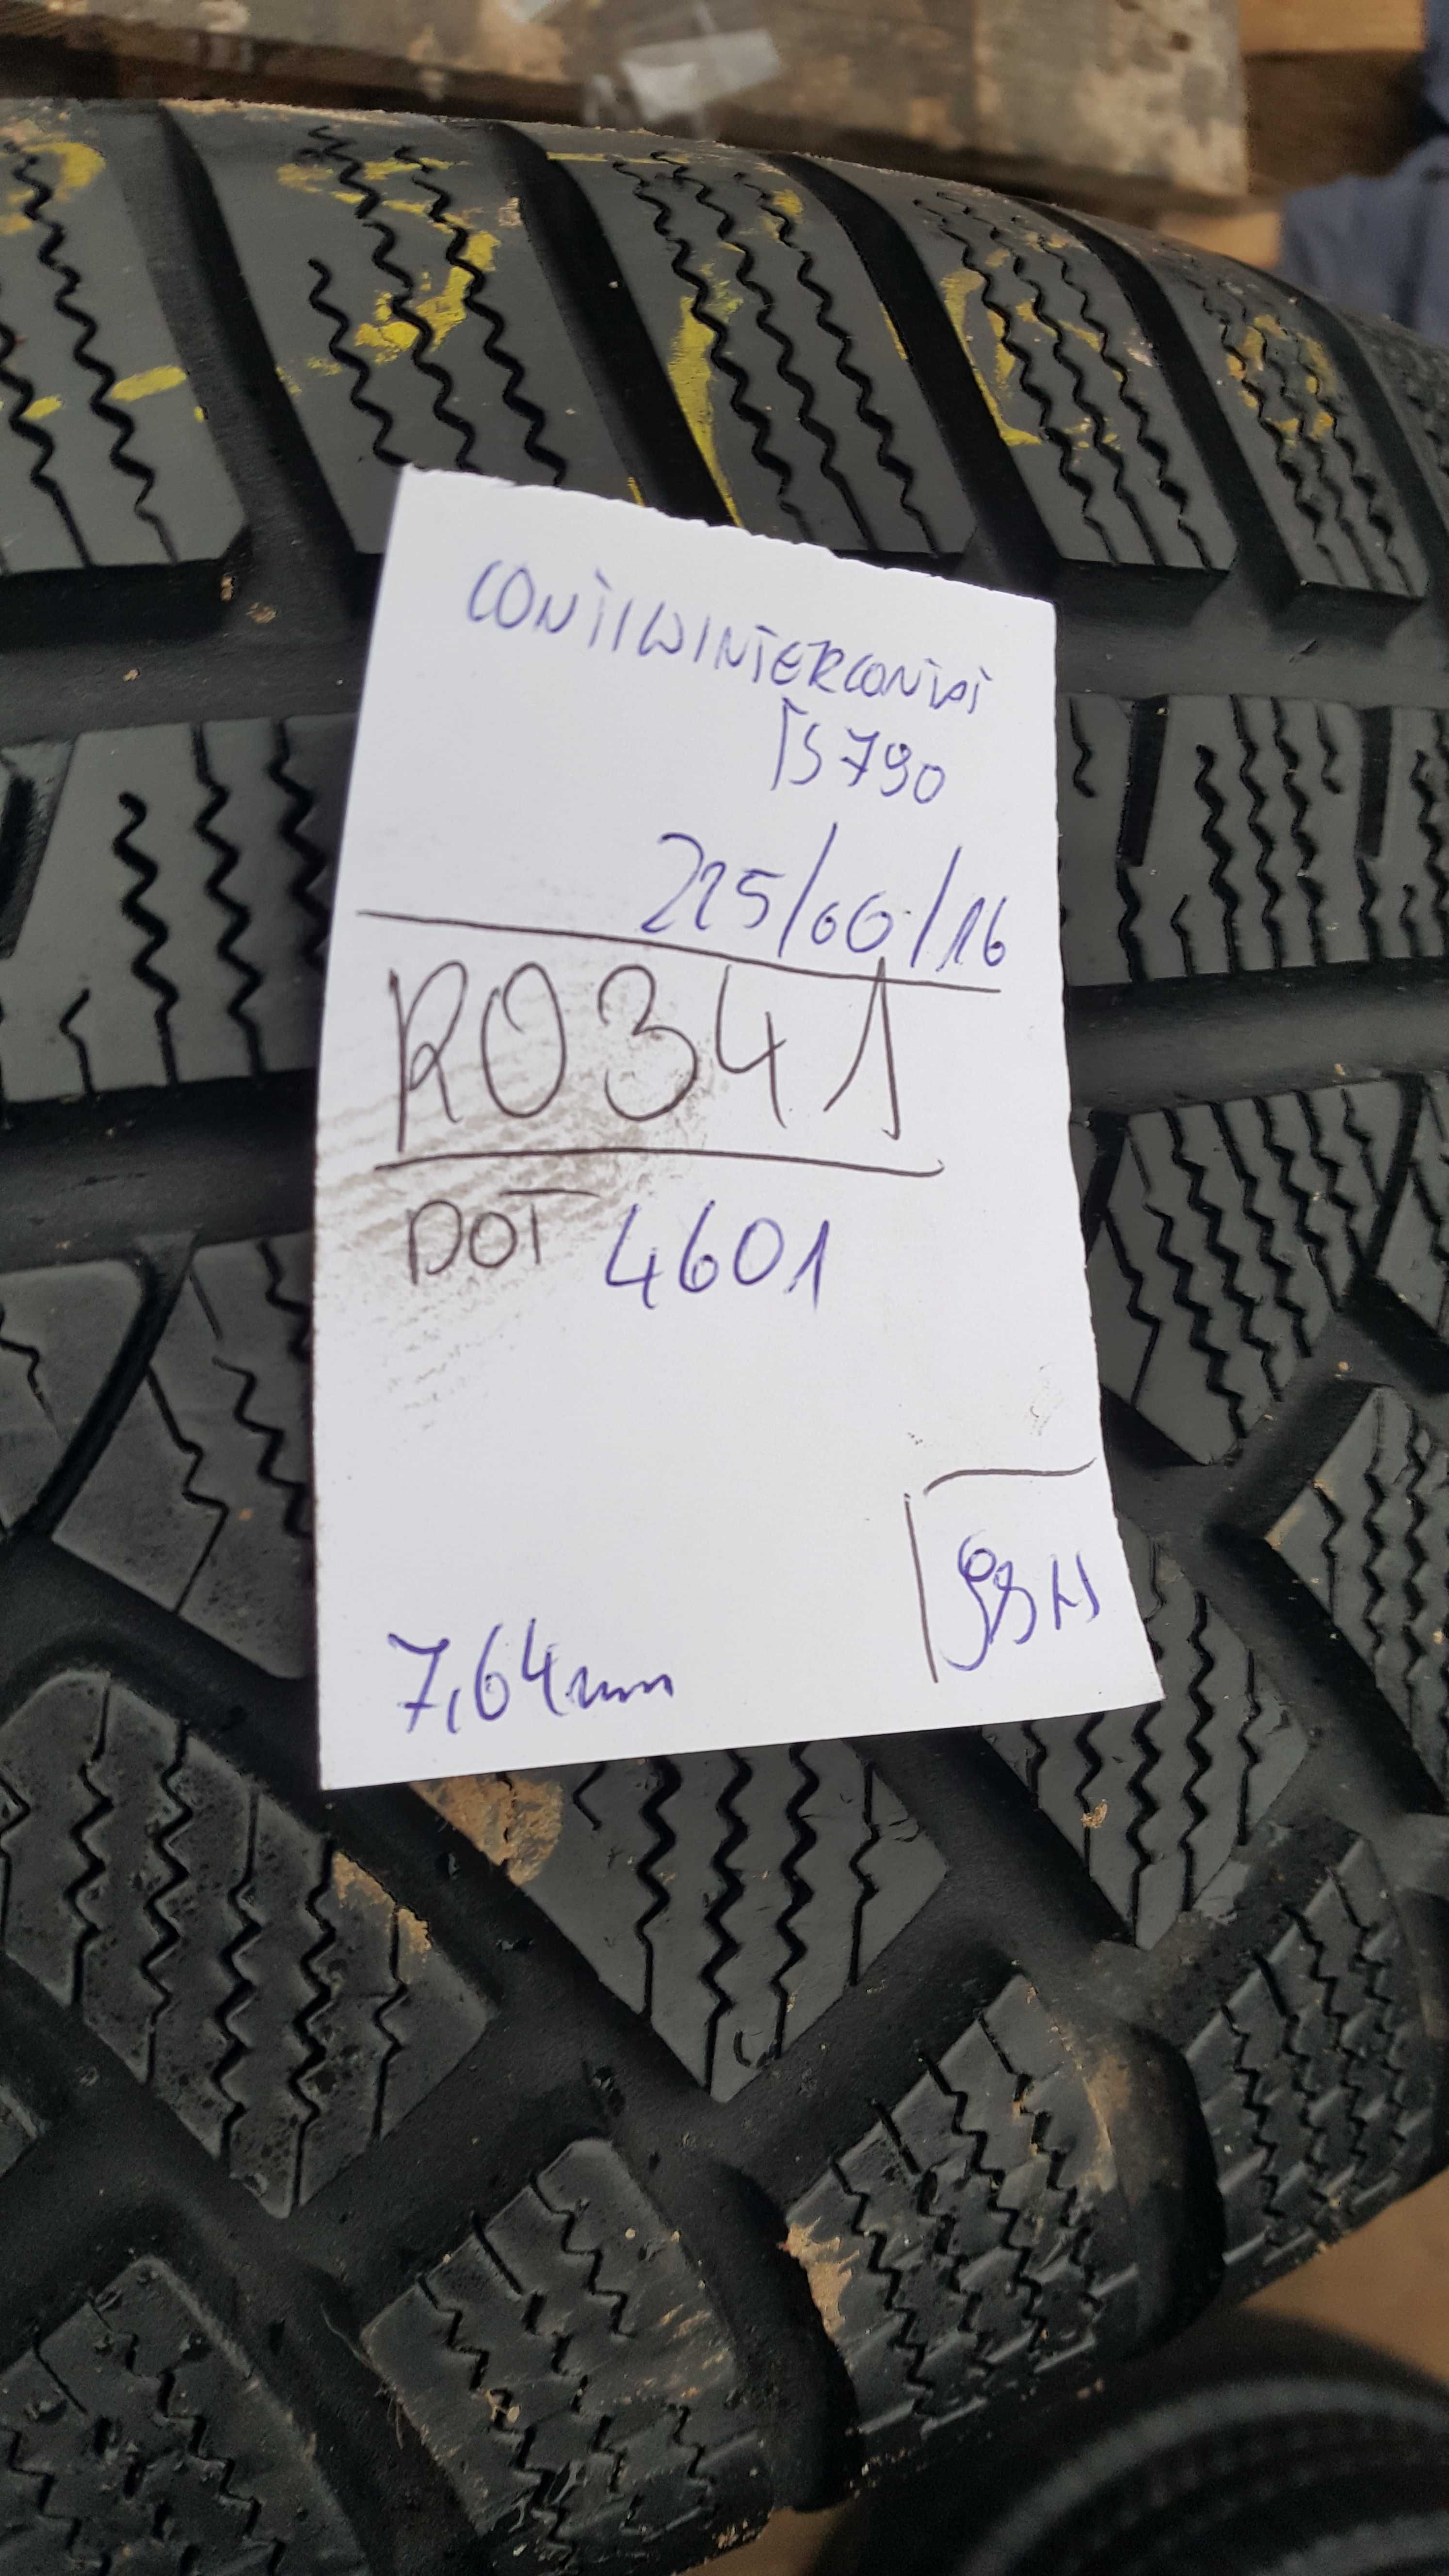 CONTIWINTERCONTACT
TS790
225/60/16
R0341
DOT 4601
98H
7,64mm